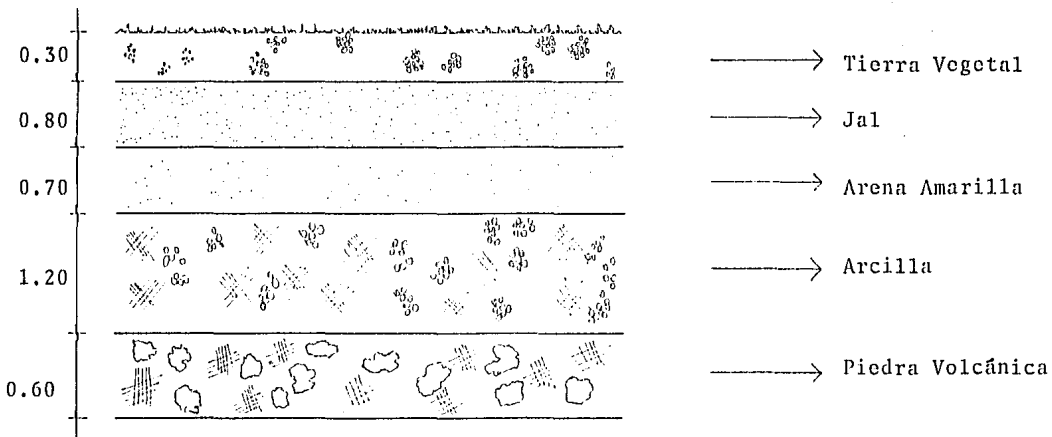 0.30 Tierra Vegetal
0.80 Jal
0.70 Arena Amarilla
1.20 Arcilla
0.60 Piedra Volcánica